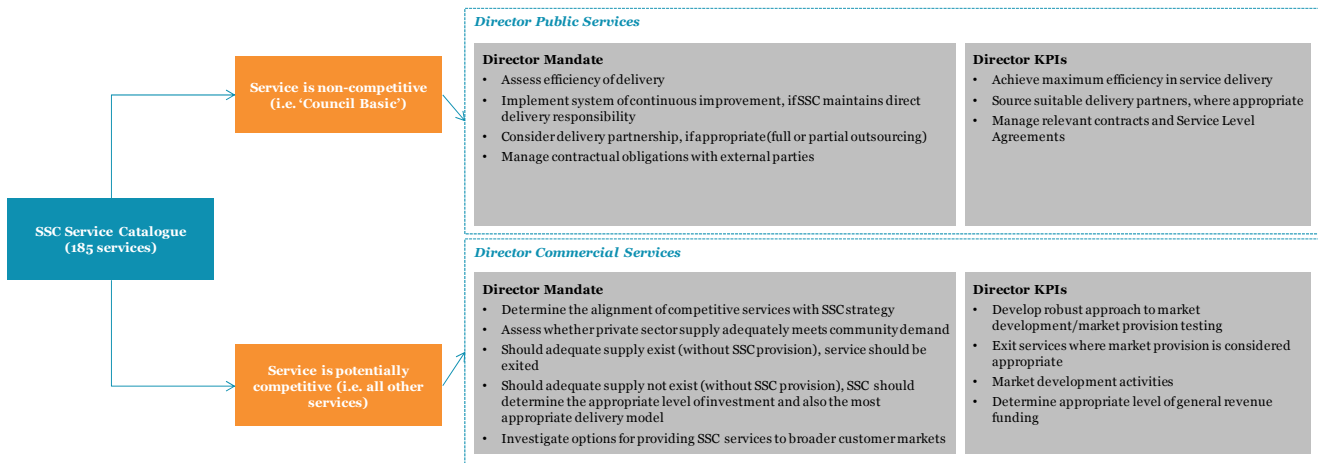 SSC Service Catalogue
(185 services)
Service is non-competitive
(i.e. ‘Council Basic’)
Director Public Services
Director Mandate
• Assess efficiency of delivery
• Implement system of continuous improvement, if SSC maintains direct
delivery responsibility
• Consider delivery partnership, if appropriate (full or partial outsourcing)
• Manage contractual obligations with external parties
Director KPIs
• Achieve maximum efficiency in service delivery
• Source suitable delivery partners, where appropriate
• Manage relevant contracts and Service Level
Agreements
Service is potentially
competitive (i.e. all other
services)
Director Commercial Services
Director Mandate
• Determine the alignment of competitive services with SSC strategy
• Assess whether private sector supply adequately meets community demand
• Should adequate supply exist (without SSC provision), service should be
exited
• Should adequate supply not exist (without SSC provision), SSC should
determine the appropriate level of investment and also the most
appropriate delivery model
• Investigate options for providing SSC services to broader customer markets
Director KPIs
• Develop robust approach to market
development/market provision testing
• Exit services where market provision is considered
appropriate
• Market development activities
• Determine appropriate level of general revenue
funding